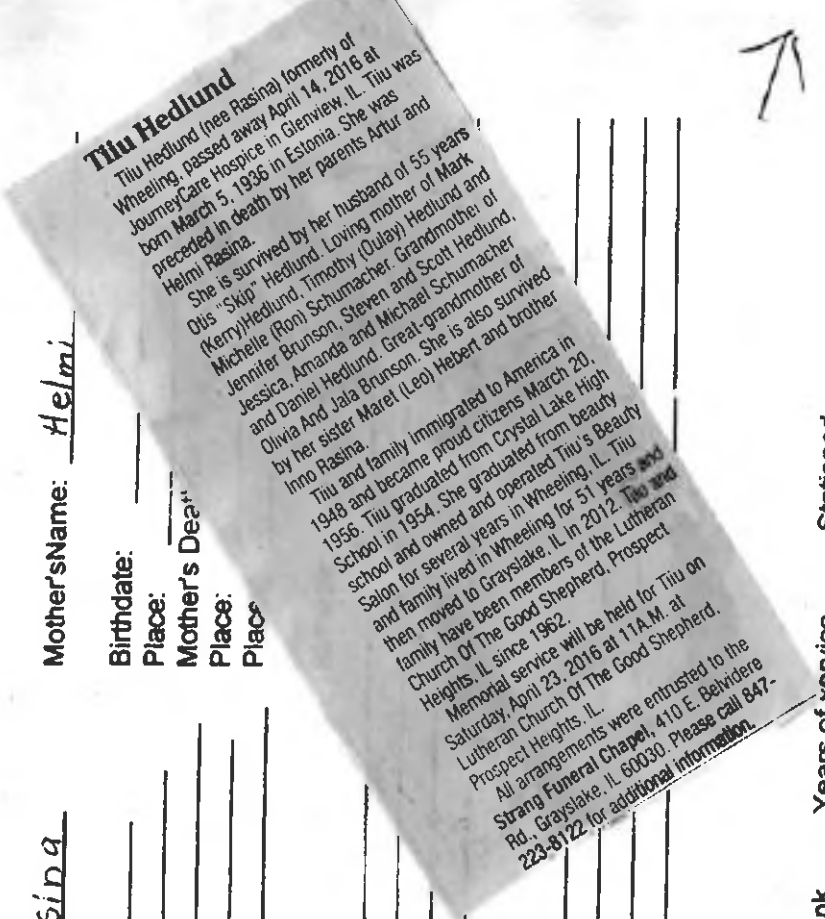 Tiiu Hedlund
Tiiu Hedlund (nee Rasina) formerly of
Wheeling, passed away April 14, 2016 at
JourneyCare Hospice in Glenview, IL. Tiiu was
born March 5, 1936 in Estonia. She was
preceded in death by her parents Artur and
Helmi Rasina.
She is survived by her husband of 55 years
Otis "Skip" Hedlund. Loving mother of Mark
(Kerry)Hedlund, Timothy (Oulay) Hedlund and
Michelle (Ron) Schumacher. Grandmother of
Jennifer Brunson, Steven and Scott Hedlund,
Jessica, Amanda and Michael Schumacher
and Daniel Hedlund. Great-grandmother of
Olivia And Jala Brunson. She is also survived
by her sister Maret (Leo) Hebert and brother
Inno Rasina.
Tiiu and family immigrated to America in
1948 and became proud citizens March 20,
1956. Tiiu graduated from Crystal Lake High
School in 1954. She graduated from beauty
school and owned and operated Tiiu's Beauty
Salon for several years in Wheeling, IL. Tiiu
and family lived in Wheeling for 51 years and
then moved to Grayslake, IL in 2012. Tiiu and
family have been members of the Lutheran
Church Of The Good Shepherd, Prospect
Heights, IL since 1962.
Memorial service will be held for Tiiu on
Saturday, April 23, 2016 at 11A.M. at
Lutheran Church Of The Good Shepherd,
Prospect Heights, IL.
All arrangements were entrusted to the
Strang Funeral Chapel, 410 E. Belvidere
Rd., Grayslake, IL 60030. Please call 847-
223-8122 for additional information.
Mother'sName: Helmi
Birthdate:
Place:
Mother's Deat
Place:
Place
sina
Stationed
Years of service
nk